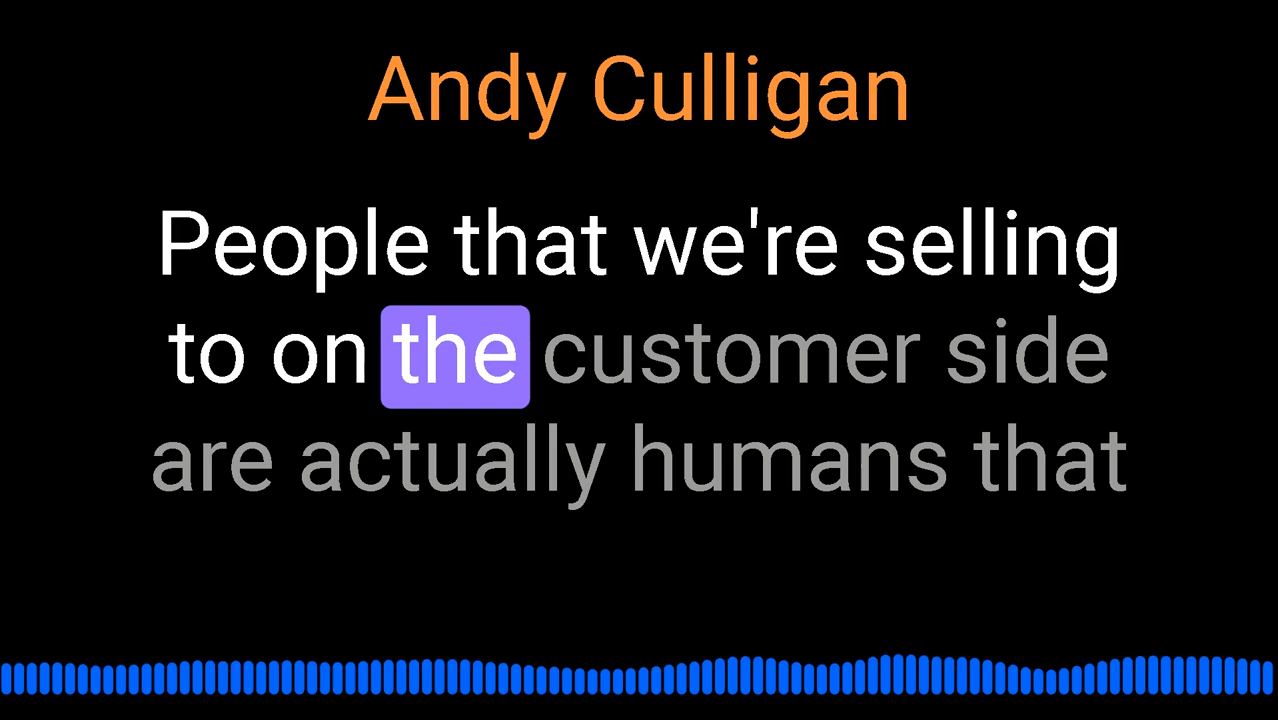 Andy Culligan
People that we're selling
to on the customer side
are actually humans that